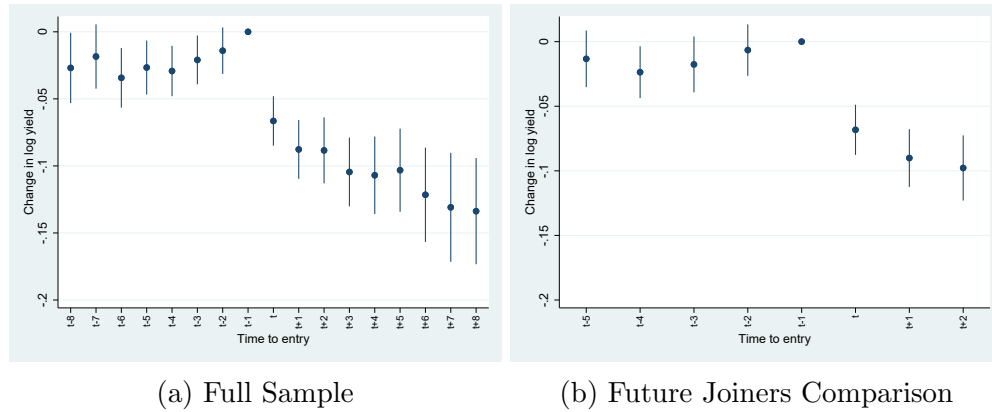 Change in log yield
0
-.05
-.1
-.15
-.2
t-8 t-7 t-6 t-5 t-4 t-3 t-2 t-1 t t+1 t+2 t+3 t+4 t+5 t+6 t+7 t+8
Time to entry
(a) Full Sample
Change in log yield
0
-.05
-.1
-.15
-.2
t-5 t-4 t-3 t-2 t-1 t t+1 t+2
Time to entry
(b) Future Joiners Comparison